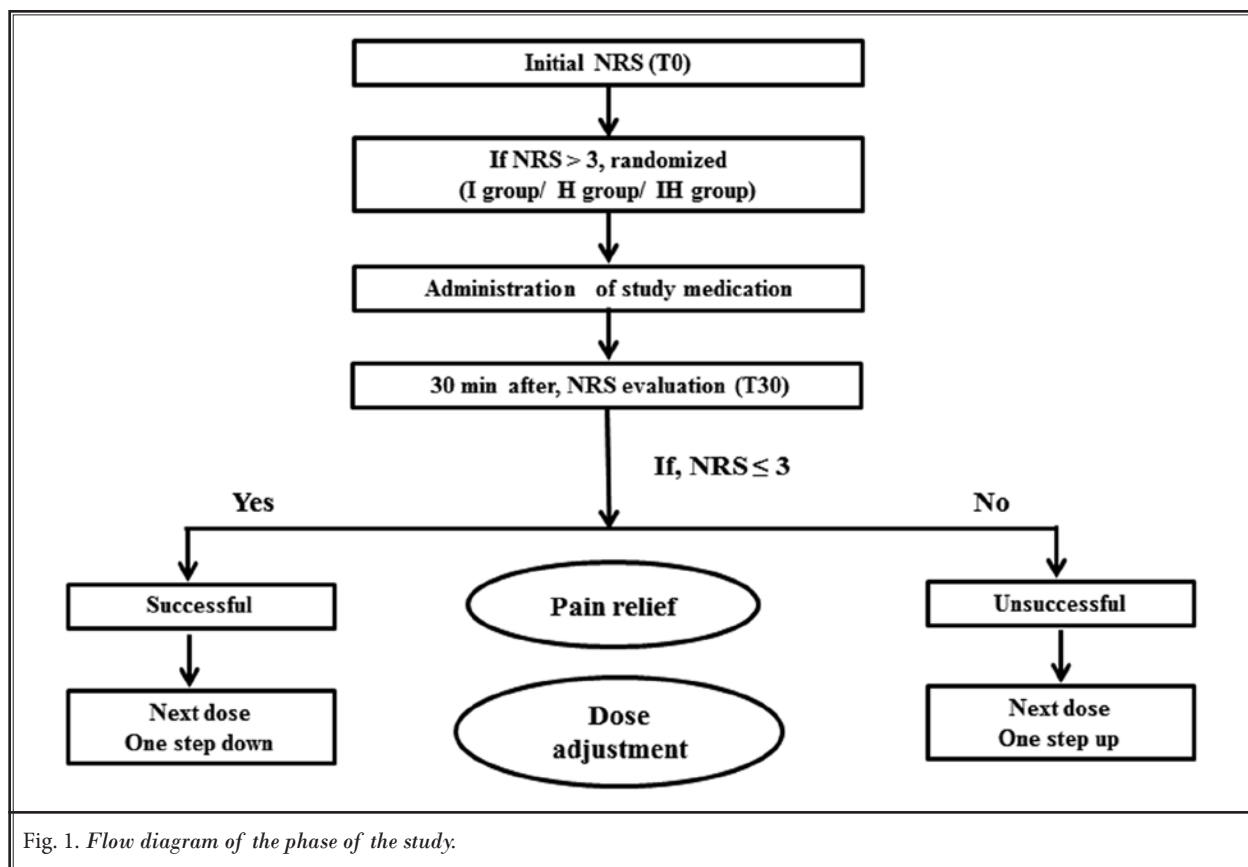 Initial NRS (T0)
If NRS > 3, randomized
(I group/ H group/ IH group)
Administration of study medication
30 min after, NRS evaluation (T30)
If, NRS ≤ 3
Yes
No
Successful
Pain relief
Unsuccessful
Next dose
One step down
Dose
adjustment
Next dose
One step up
Fig. 1. Flow diagram of the phase of the study.